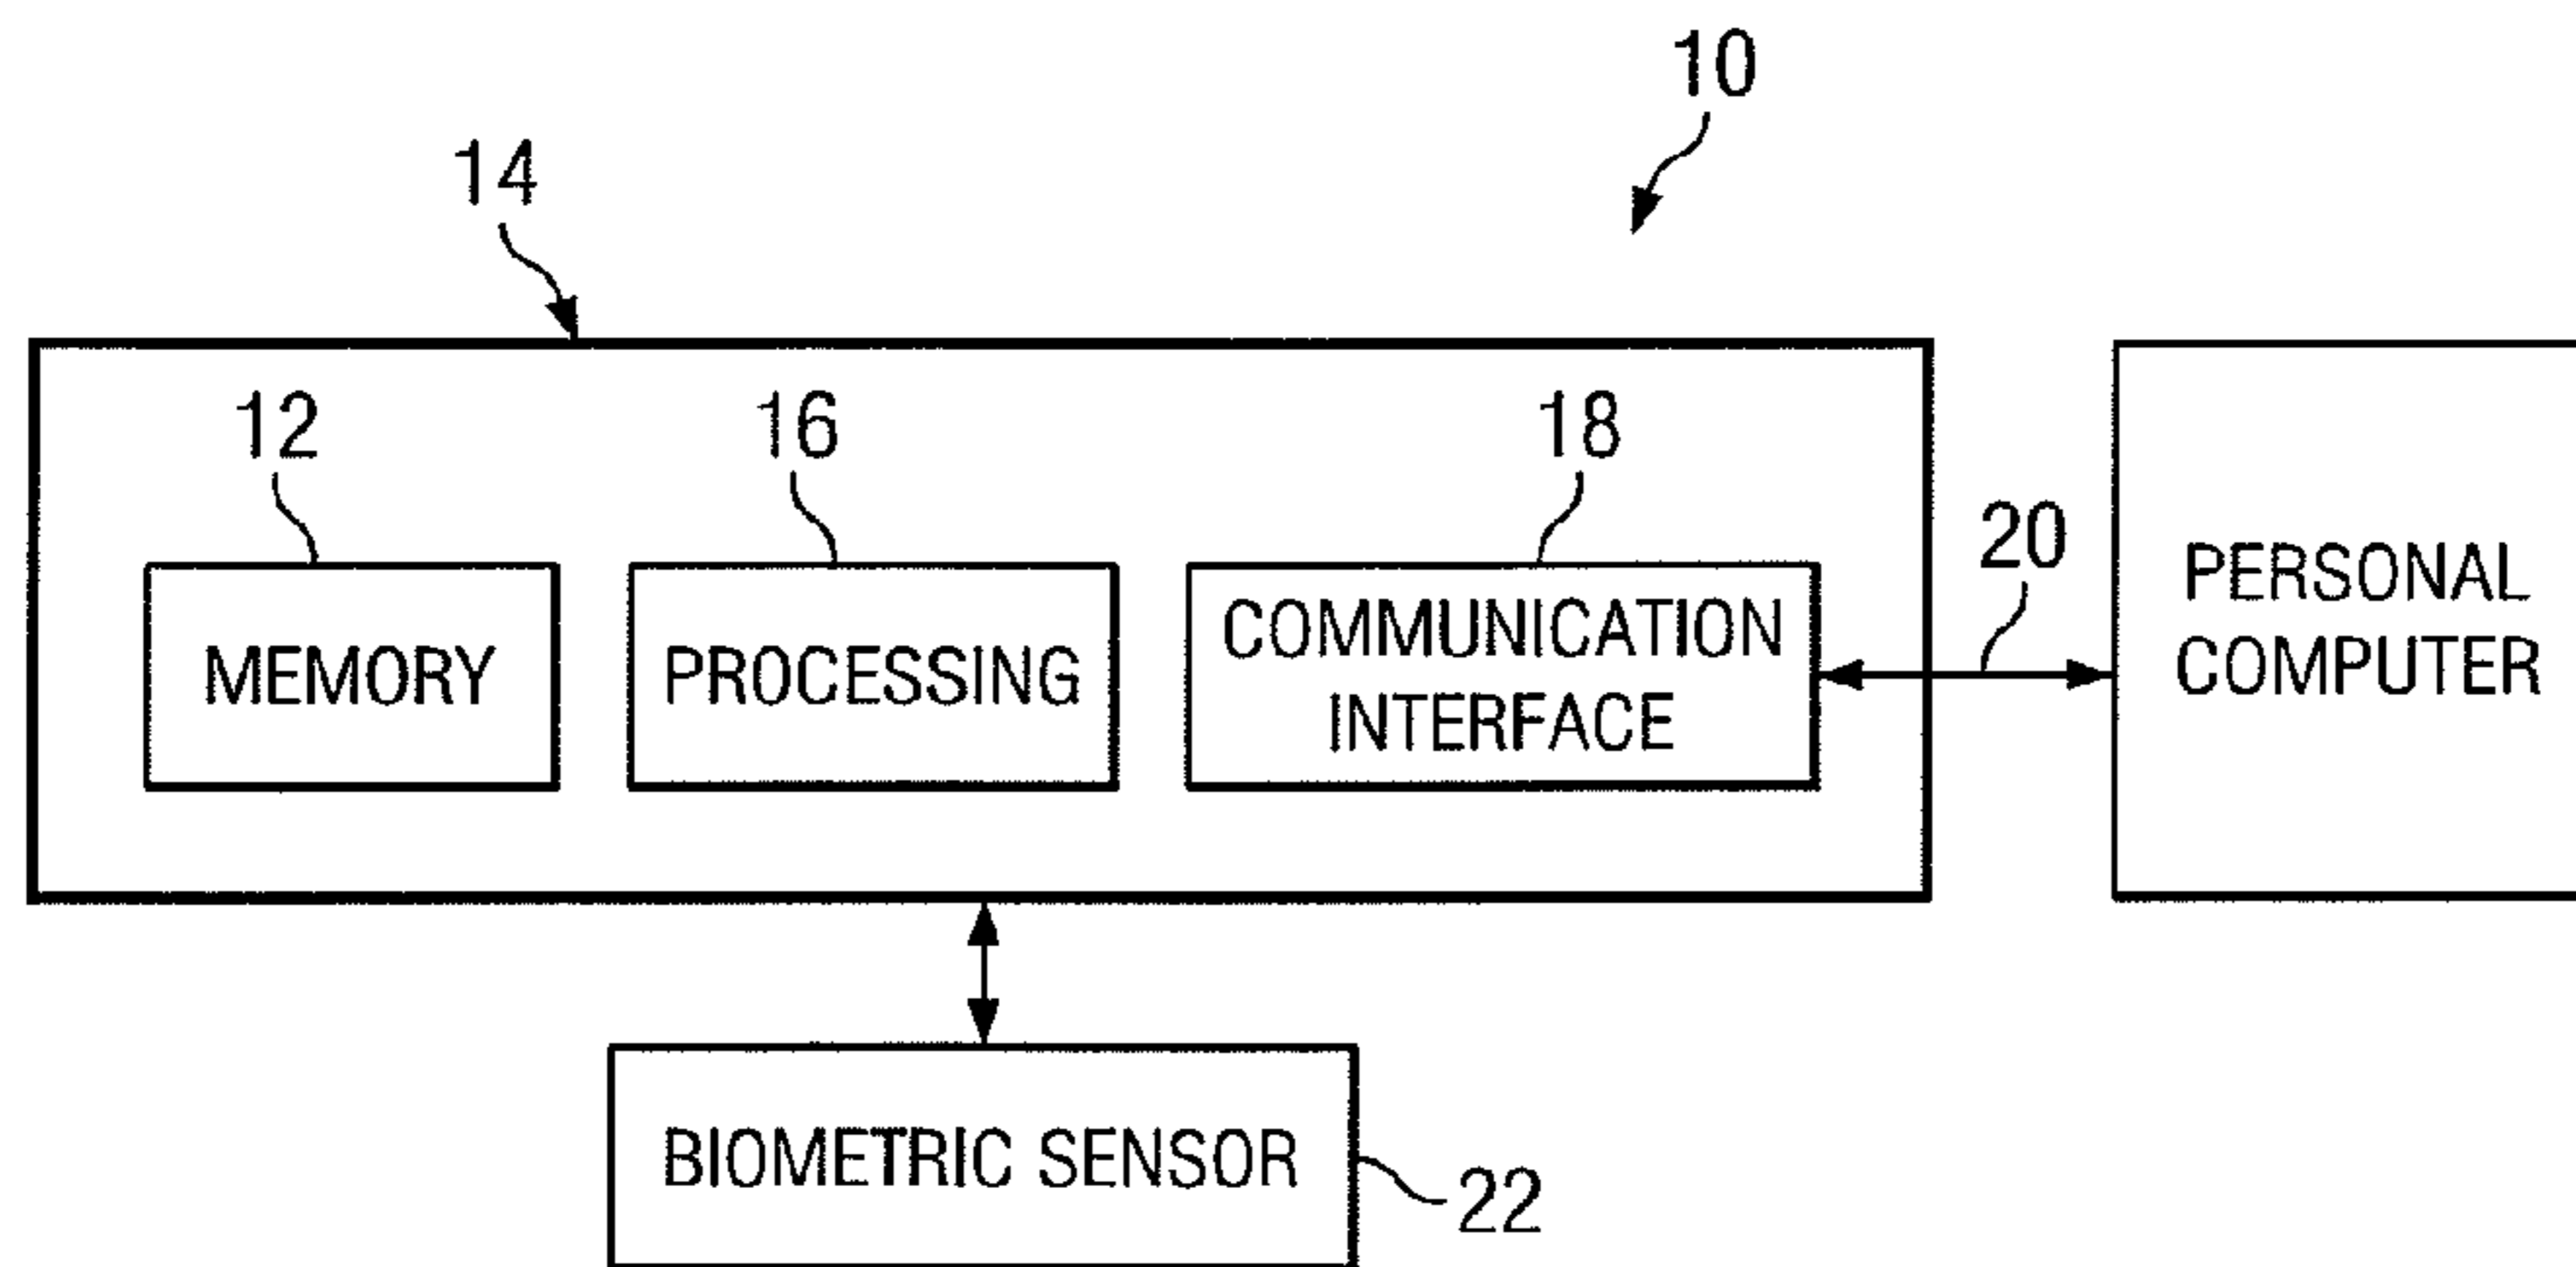 10
14
12
16
18
20
MEMORY
PROCESSING
COMMUNICATION
INTERFACE
PERSONAL
COMPUTER
BIOMETRIC SENSOR
22